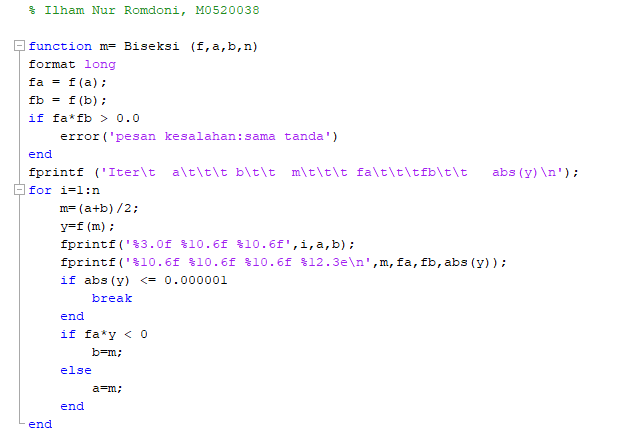 % Ilham Nur Romdoni, M0520038
function m= Biseksi (f,a,b,n)
format long
fa = f(a);
fb = f(b);
if fa*fb > 0.0
    error('pesan kesalahan:sama tanda')
end
fprintf ('Iter\t  a\t\t\t b\t\t  m\t\t\t fa\t\t\tfb\t\t   abs(y)\n');
for i=1:n
    m=(a+b)/2;
    y=f(m);
    fprintf('%3.0f %10.6f %10.6f',i,a,b);
    fprintf('%10.6f %10.6f %10.6f %12.3e\n',m,fa,fb,abs(y));
    if abs(y) <= 0.000001
        break
    end
    if fa*y < 0
        b=m;
    else
        a=m;
    end
end